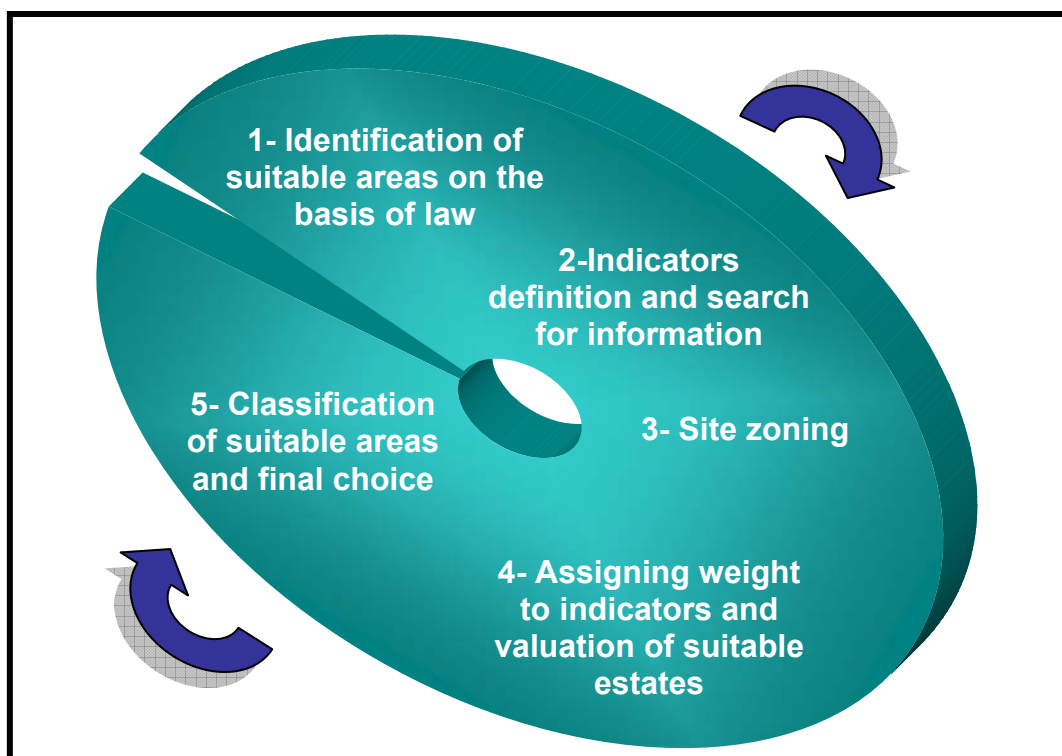 1- Identification of
suitable areas on the
basis of law
2-Indicators
definition and search
for information
3- Site zoning
4- Assigning weight
to indicators and
valuation of suitable
estates
5- Classification
of suitable areas
and final choice